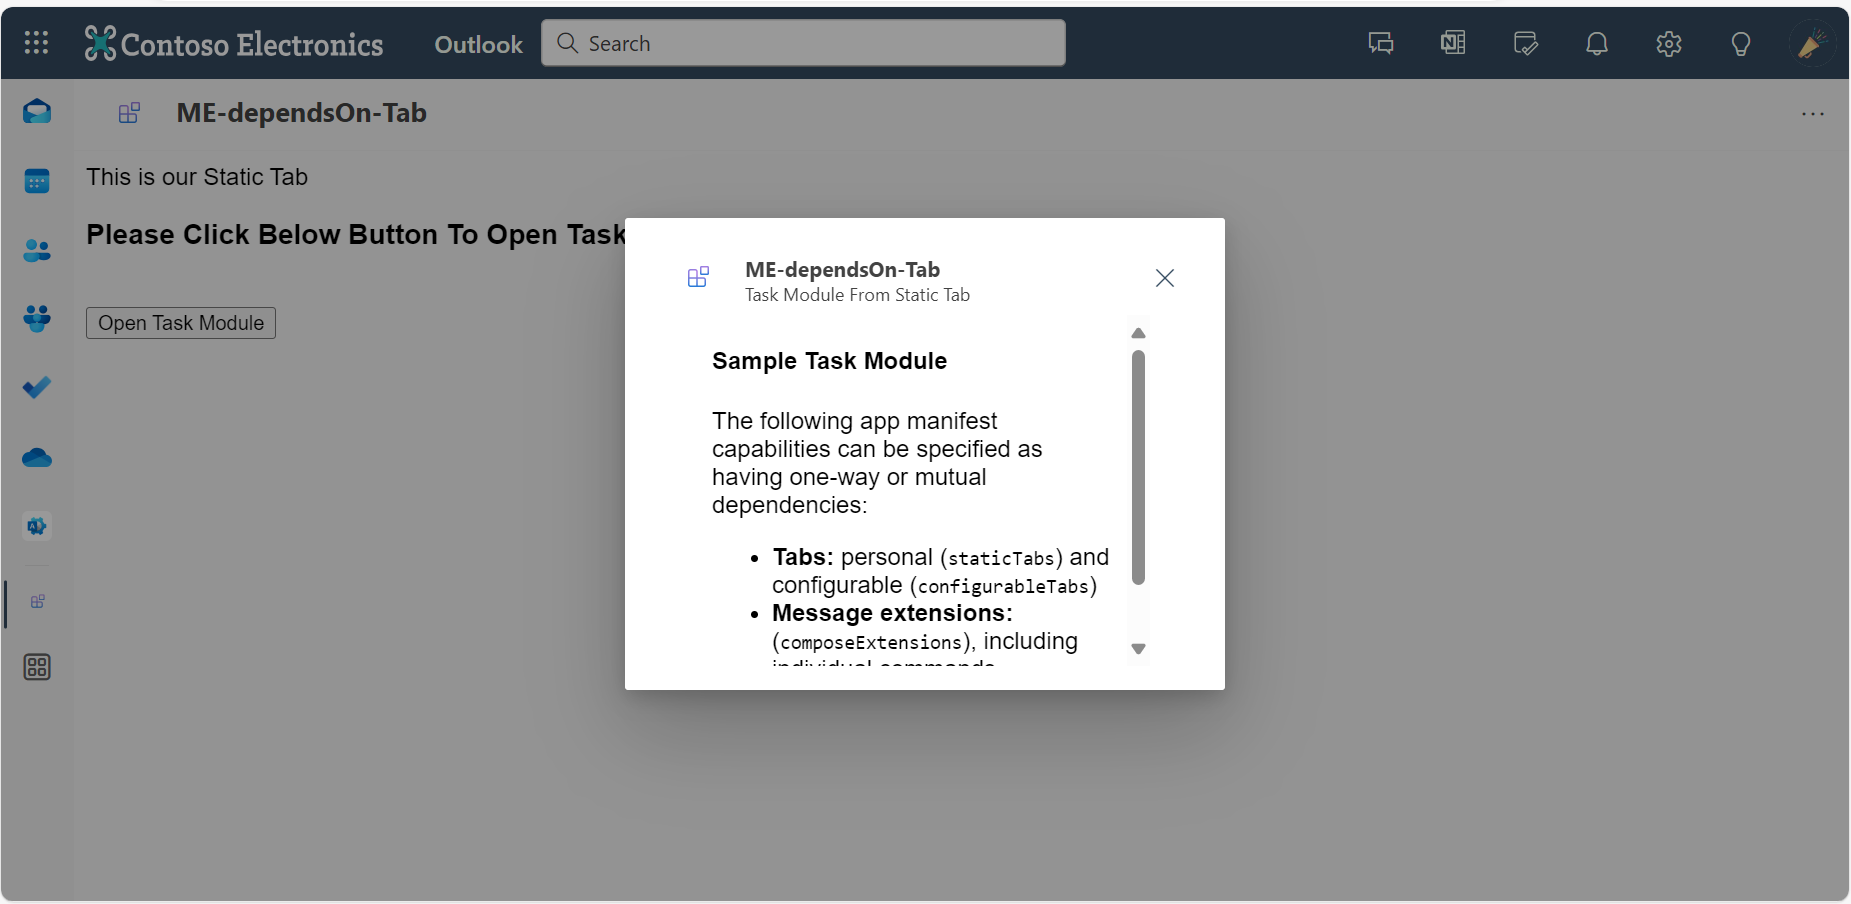 Contoso Electronics
Outlook
Search
ME-dependsOn-Tab
This is our Static Tab
Please Click Below Button To Open Task
Open Task Module
ME-dependsOn-Tab
Task Module From Static Tab
Sample Task Module
The following app manifest
capabilities can be specified as
having one-way or mutual
dependencies:
• Tabs: personal (staticTabs) and
configurable (configurableTabs)
• Message extensions:
(composeExtensions), including
individual commands